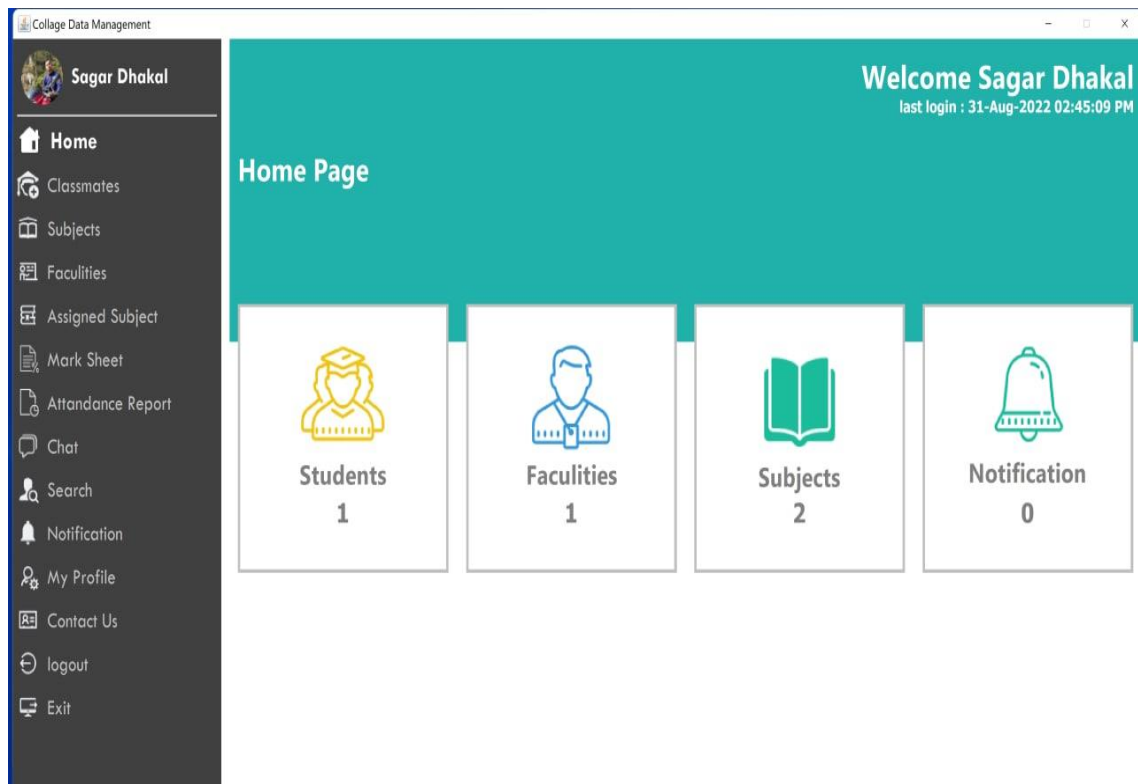 Collage Data Management
Sagar Dhakal
Home
Classmates
Subjects
Faculities
Assigned Subject
Mark Sheet
Attandance Report
Chat
Search
Notification
My Profile
Contact Us
logout
Exit
Welcome Sagar Dhakal
last login : 31-Aug-2022 02:45:09 PM
Home Page
Students
1
Faculities
1
Subjects
2
Notification
0